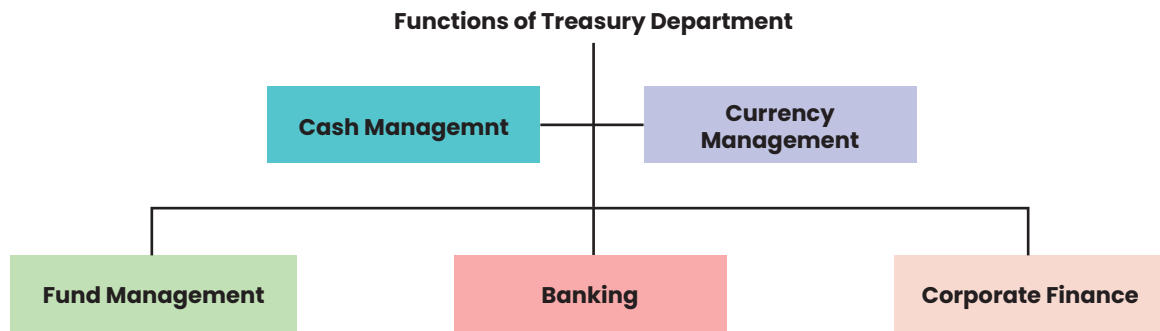 Functions of Treasury Department
Cash Managemnt
Currency
Management
Fund Management
Banking
Corporate Finance